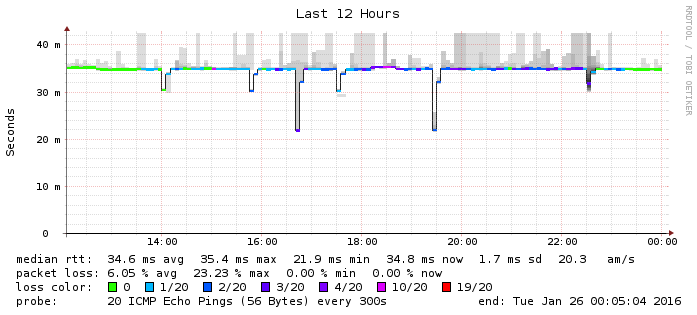 Last 12 Hours
RRDTOOL / TOBI OETIKER
Seconds
40 m
30 m
20 m
10 m
0
14:00 16:00 18:00 20:00 22:00 00:00
median rtt: 34.6 ms avg 35.4 ms max 21.9 ms min 34.8 ms now 1.7 ms sd 20.3 am/s
packet loss: 6.05 % avg 23.23 % max 0.00 % min 0.00 % now
loss color: 0 1/20 2/20 3/20 4/20 10/20 19/20
probe: 20 ICMP Echo Pings (56 Bytes) every 300s end: Tue Jan 26 00:05:04 2016